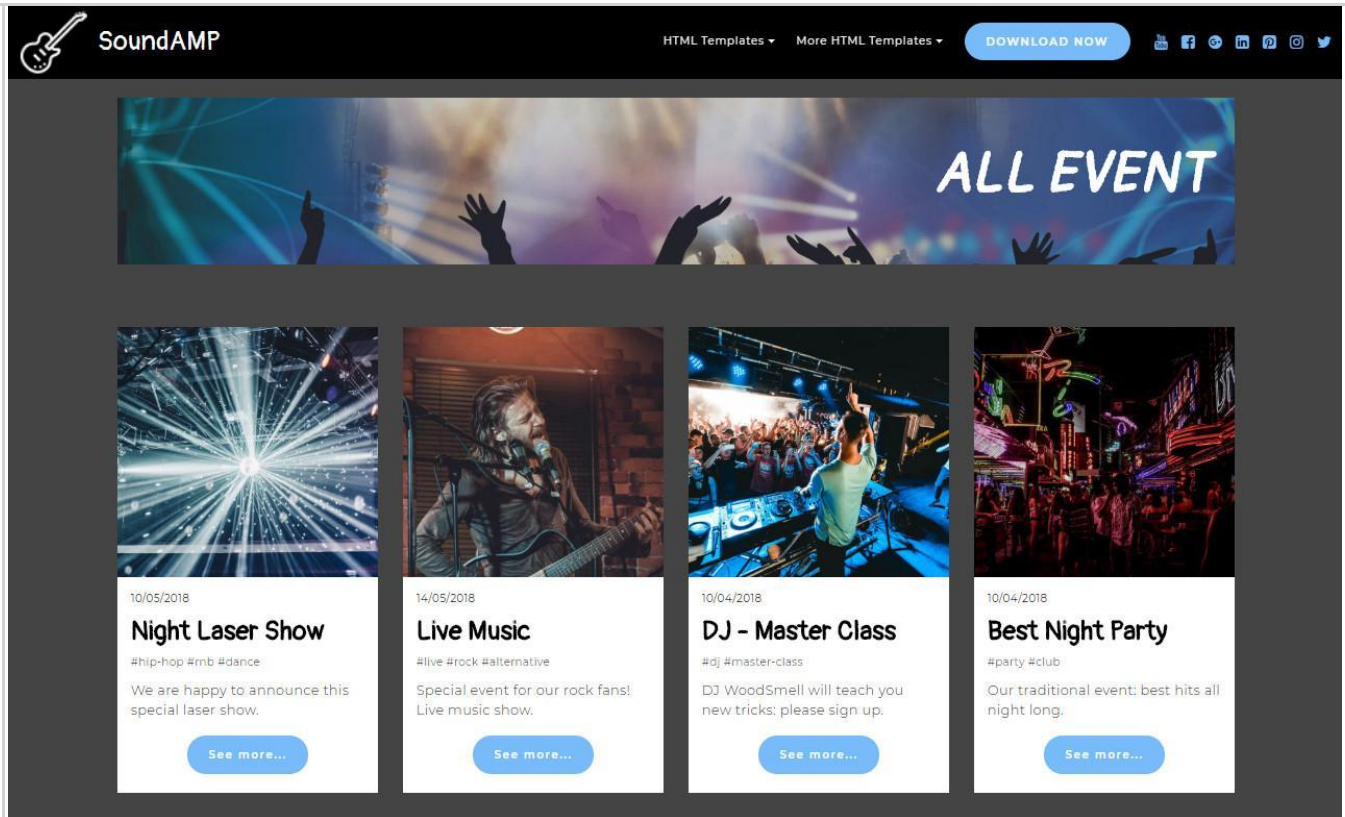 SoundAMP
HTML Templates
More HTML Templates
DOWNLOAD NOW
You Tube
ALL EVENT
10/05/2018
Night Laser Show
#hip-hop #rnb #dance
We are happy to announce this
special laser show.
See more...
14/05/2018
Live Music
#live #rock #alternative
Special event for our rock fans!
Live music show.
See more...
10/04/2018
DJ - Master Class
#dj #master-class
DJ WoodSmell will teach you
new tricks: please sign up.
See more...
10/04/2018
Best Night Party
#party #club
Our traditional event: best hits all
night long.
See more...